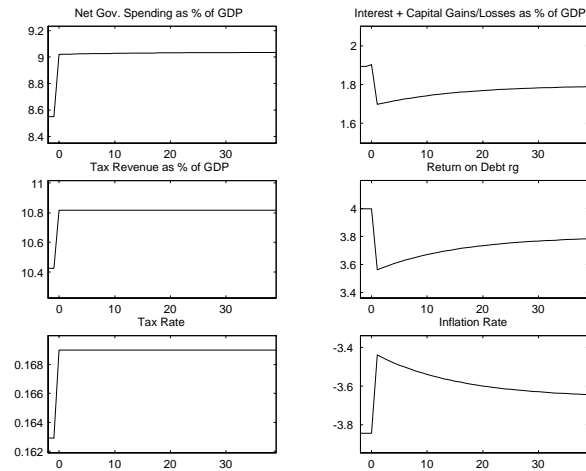 Net Gov. Spending as % of GDP
9.2
9
8.8
8.6
8.4
0 10 20 30
Interest + Capital Gains/Losses as % of GDP
2
1.8
1.6
0 10 20 30
Tax Revenue as % of GDP
11
10.8
10.6
10.4
0 10 20 30
Return on Debt rg
4
3.8
3.6
3.4
0 10 20 30
Tax Rate
0.168
0.166
0.164
0.162
0 10 20 30
Inflation Rate
-3.4
-3.6
-3.8
0 10 20 30